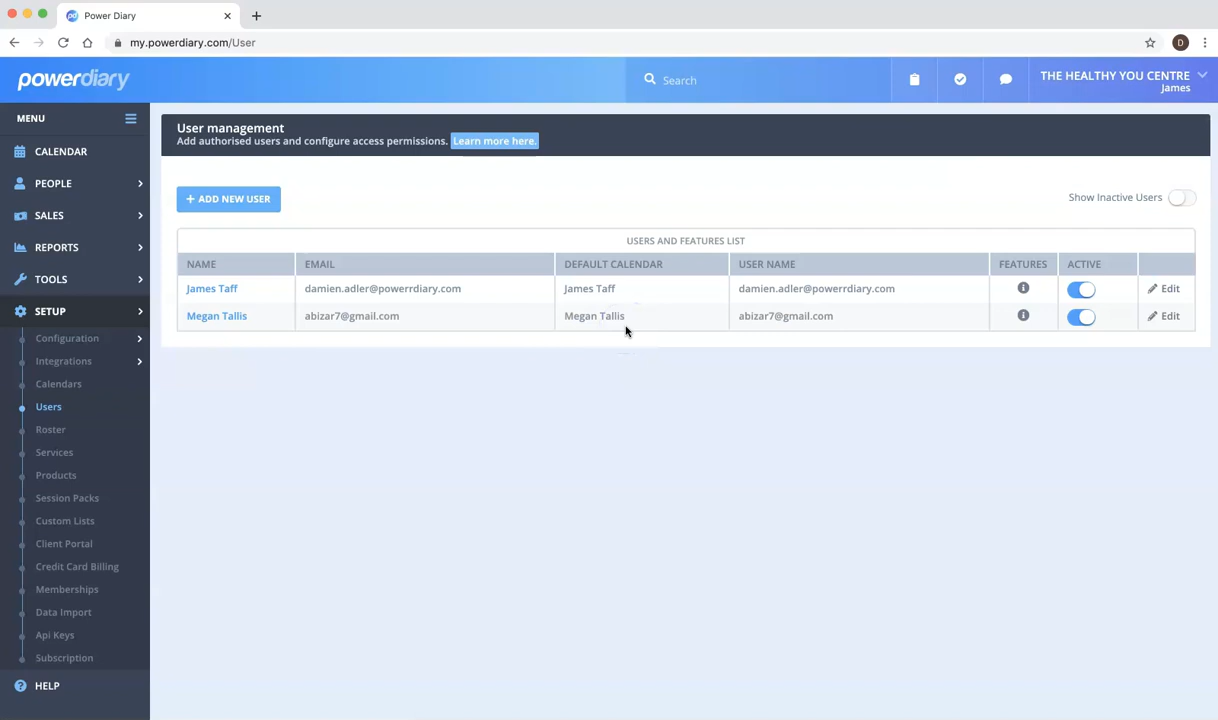 Power Diary
my.powerdiary.com/User
D
powerdiary
Search
THE HEALTHY YOU CENTRE
James
MENU
CALENDAR
PEOPLE
SALES
REPORTS
TOOLS
SETUP
Configuration
Integrations
Calendars
Users
Roster
Services
Products
Session Packs
Custom Lists
Client Portal
Credit Card Billing
Memberships
Data Import
Api Keys
Subscription
HELP
User management
Add authorised users and configure access permissions. Learn more here.
+ ADD NEW USER
Show Inactive Users
USERS AND FEATURES LIST
NAME EMAIL DEFAULT CALENDAR USER NAME FEATURES ACTIVE
James Taff damien.adler@powerrdiary.com James Taff damien.adler@powerrdiary.com Edit
Megan Tallis abizar7@gmail.com Megan Tallis abizar7@gmail.com Edit